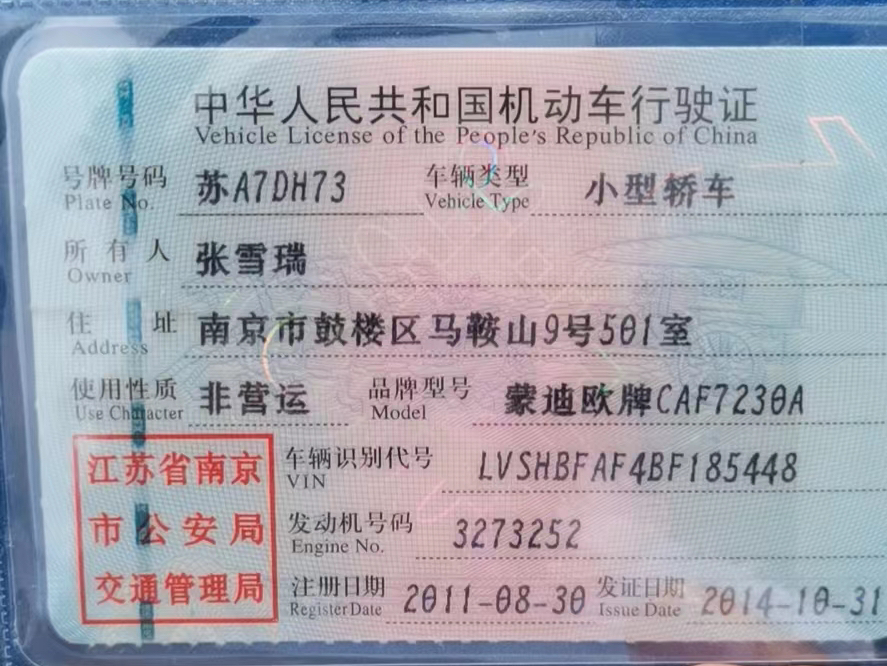 中华人民共和国机动车行驶证
Vehicle License of the People's Republic of China
号牌号码 苏A7DH73 车辆类型 小型轿车
Plate No. Vehicle Type
所有人 张雪瑞
Owner
住址 南京市鼓楼区马鞍山9号501室
Address
使用性质 非营运 品牌型号 蒙迪欧牌CAF7230A
Use Character Model
江苏省南京
市公安局
交通管理局
车辆识别代号 LVSHBFAF4BF185448
VIN
发动机号码 3273252
Engine No.
注册日期 2011-08-30 发证日期 2014-10-31
Register Date Issue Date